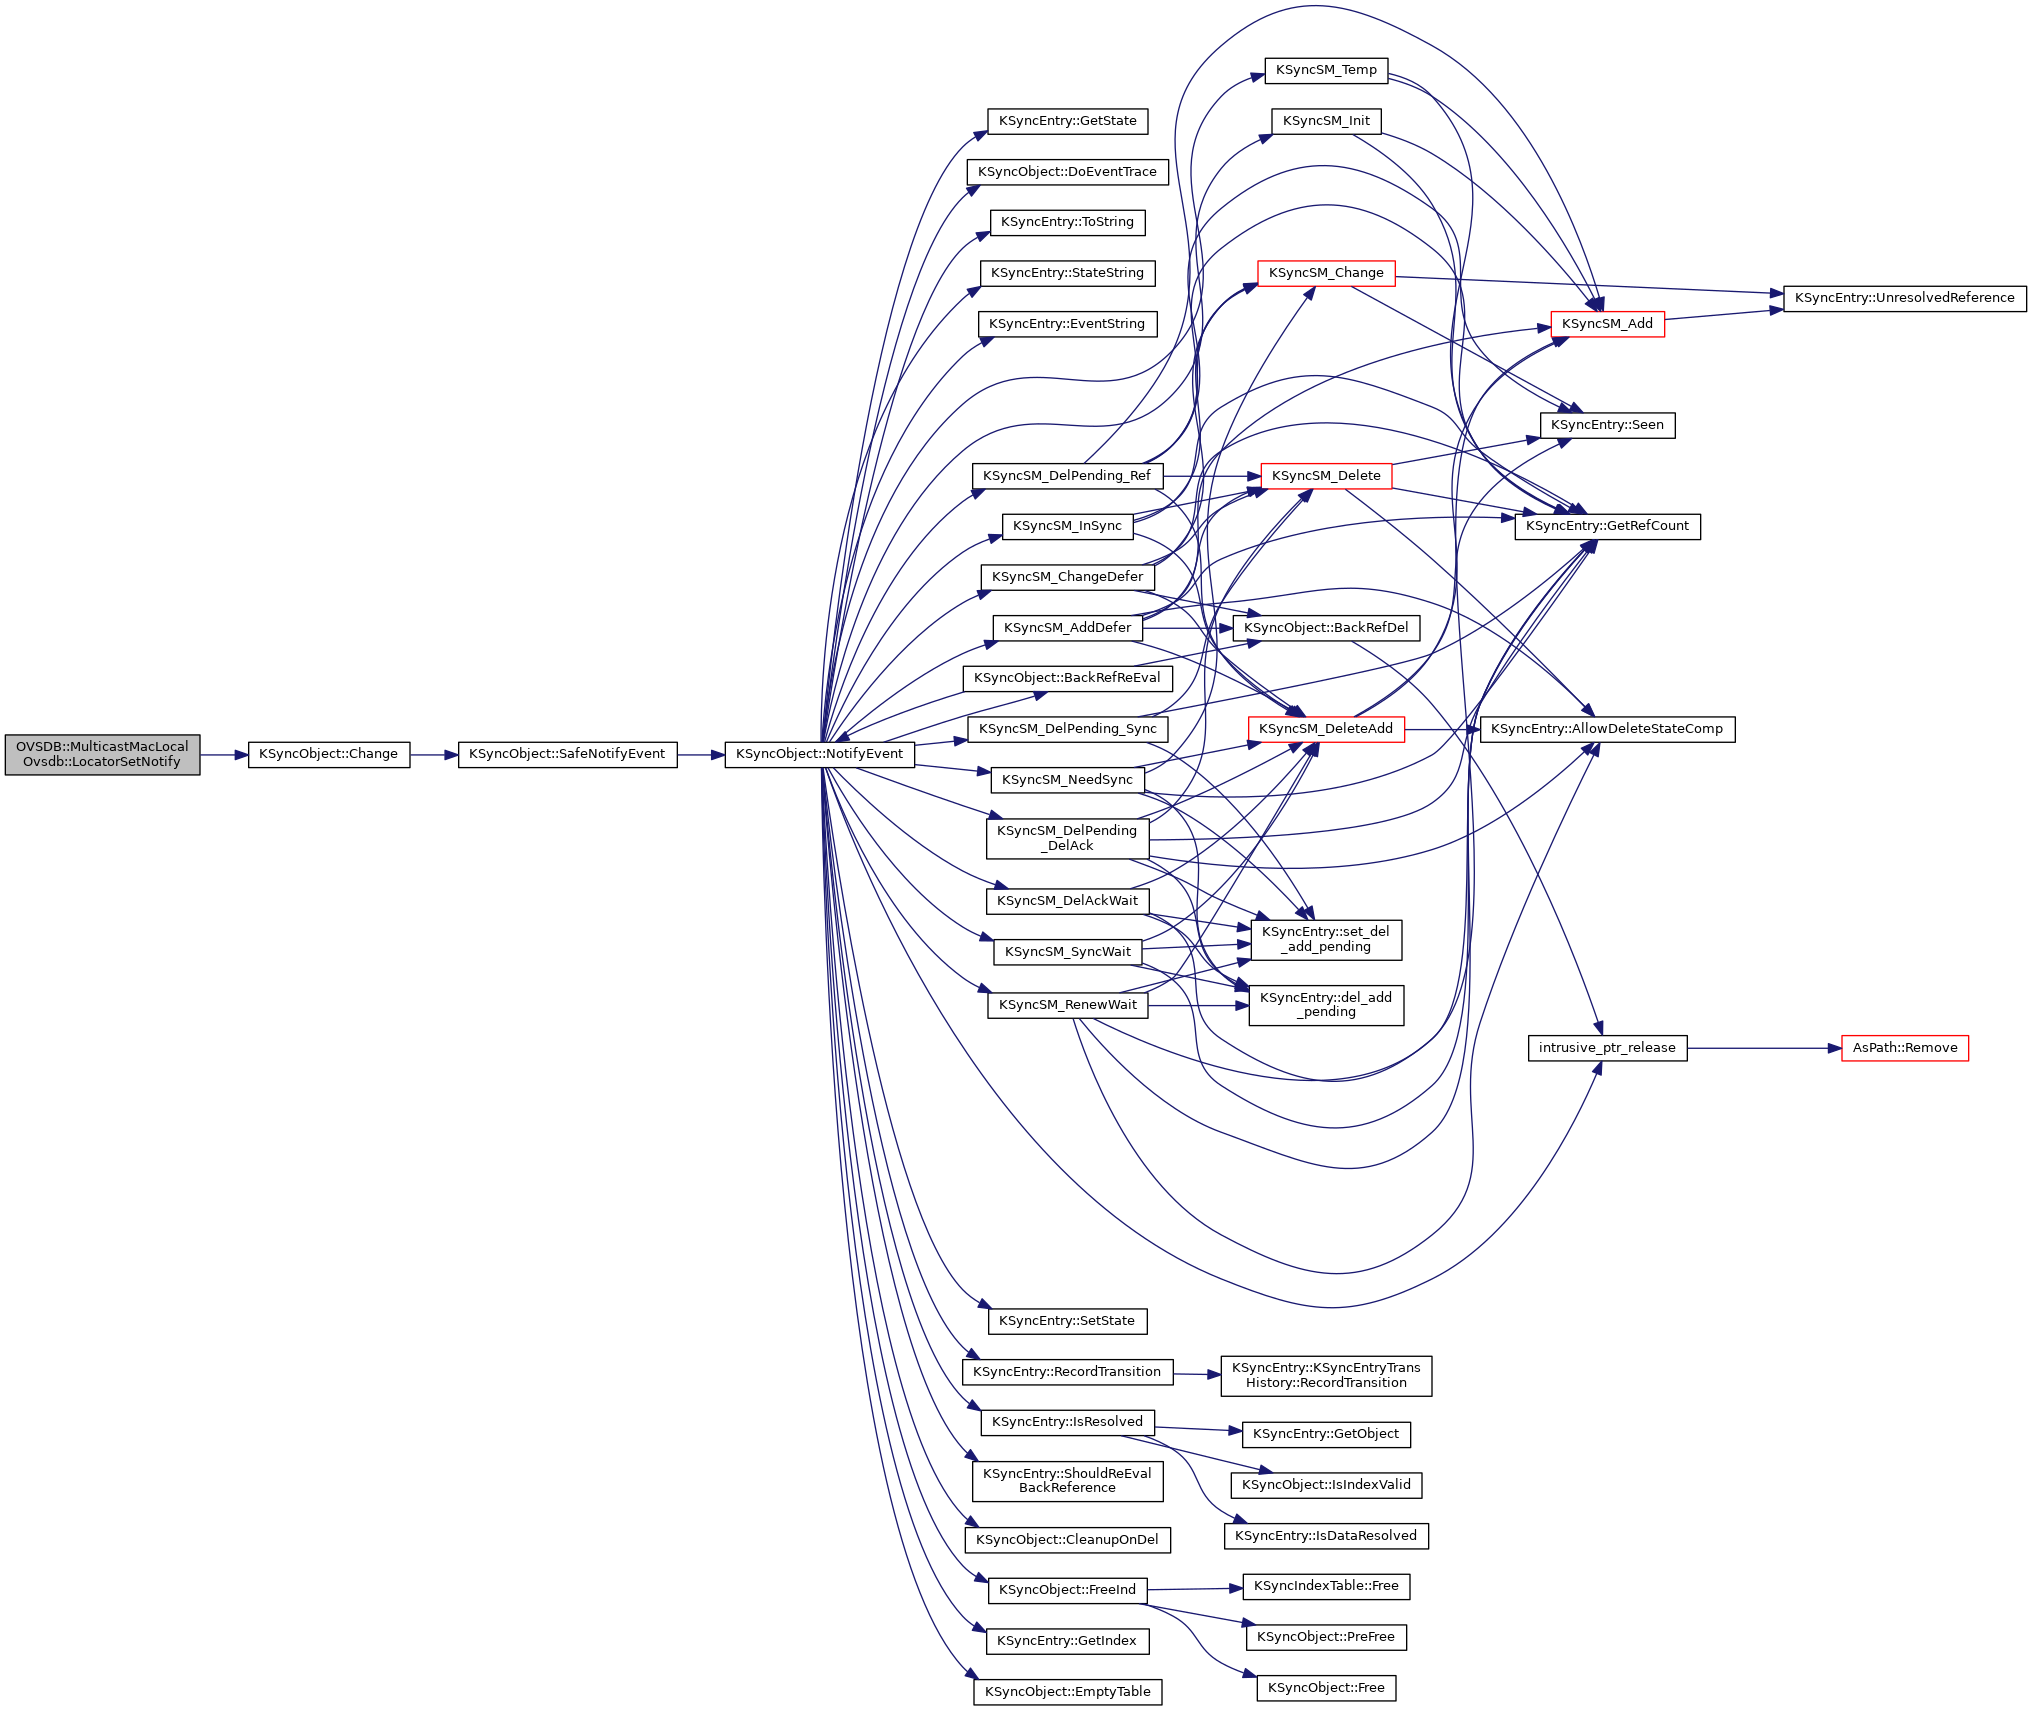 OVSDB::MulticastMacLocal
Ovsdb::LocatorSetNotify
KSyncObject::Change
KSyncObject::SafeNotifyEvent
KSyncObject::NotifyEvent
KSyncEntry::GetState
KSyncObject::DoEventTrace
KSyncEntry::ToString
KSyncEntry::StateString
KSyncEntry::EventString
KSyncSM_DelPending_Ref
KSyncSM_InSync
KSyncSM_ChangeDefer
KSyncSM_AddDefer
KSyncObject::BackRefReEval
KSyncSM_DelPending_Sync
KSyncSM_NeedSync
KSyncSM_DelPending
_DelAck
KSyncSM_DelAckWait
KSyncSM_SyncWait
KSyncSM_RenewWait
KSyncEntry::SetState
KSyncEntry::RecordTransition
KSyncEntry::IsResolved
KSyncEntry::ShouldReEval
BackReference
KSyncObject::CleanupOnDel
KSyncObject::FreeInd
KSyncEntry::GetIndex
KSyncObject::EmptyTable
KSyncSM_Temp
KSyncSM_Init
KSyncSM_Change
KSyncSM_Delete
KSyncObject::BackRefDel
KSyncSM_DeleteAdd
KSyncEntry::set_del
_add_pending
KSyncEntry::del_add
_pending
KSyncEntry::KSyncEntryTrans
History::RecordTransition
KSyncEntry::GetObject
KSyncObject::IsIndexValid
KSyncEntry::IsDataResolved
KSyncIndexTable::Free
KSyncObject::PreFree
KSyncObject::Free
KSyncSM_Add
KSyncEntry::Seen
KSyncEntry::GetRefCount
KSyncEntry::AllowDeleteStateComp
intrusive_ptr_release
KSyncEntry::UnresolvedReference
AsPath::Remove